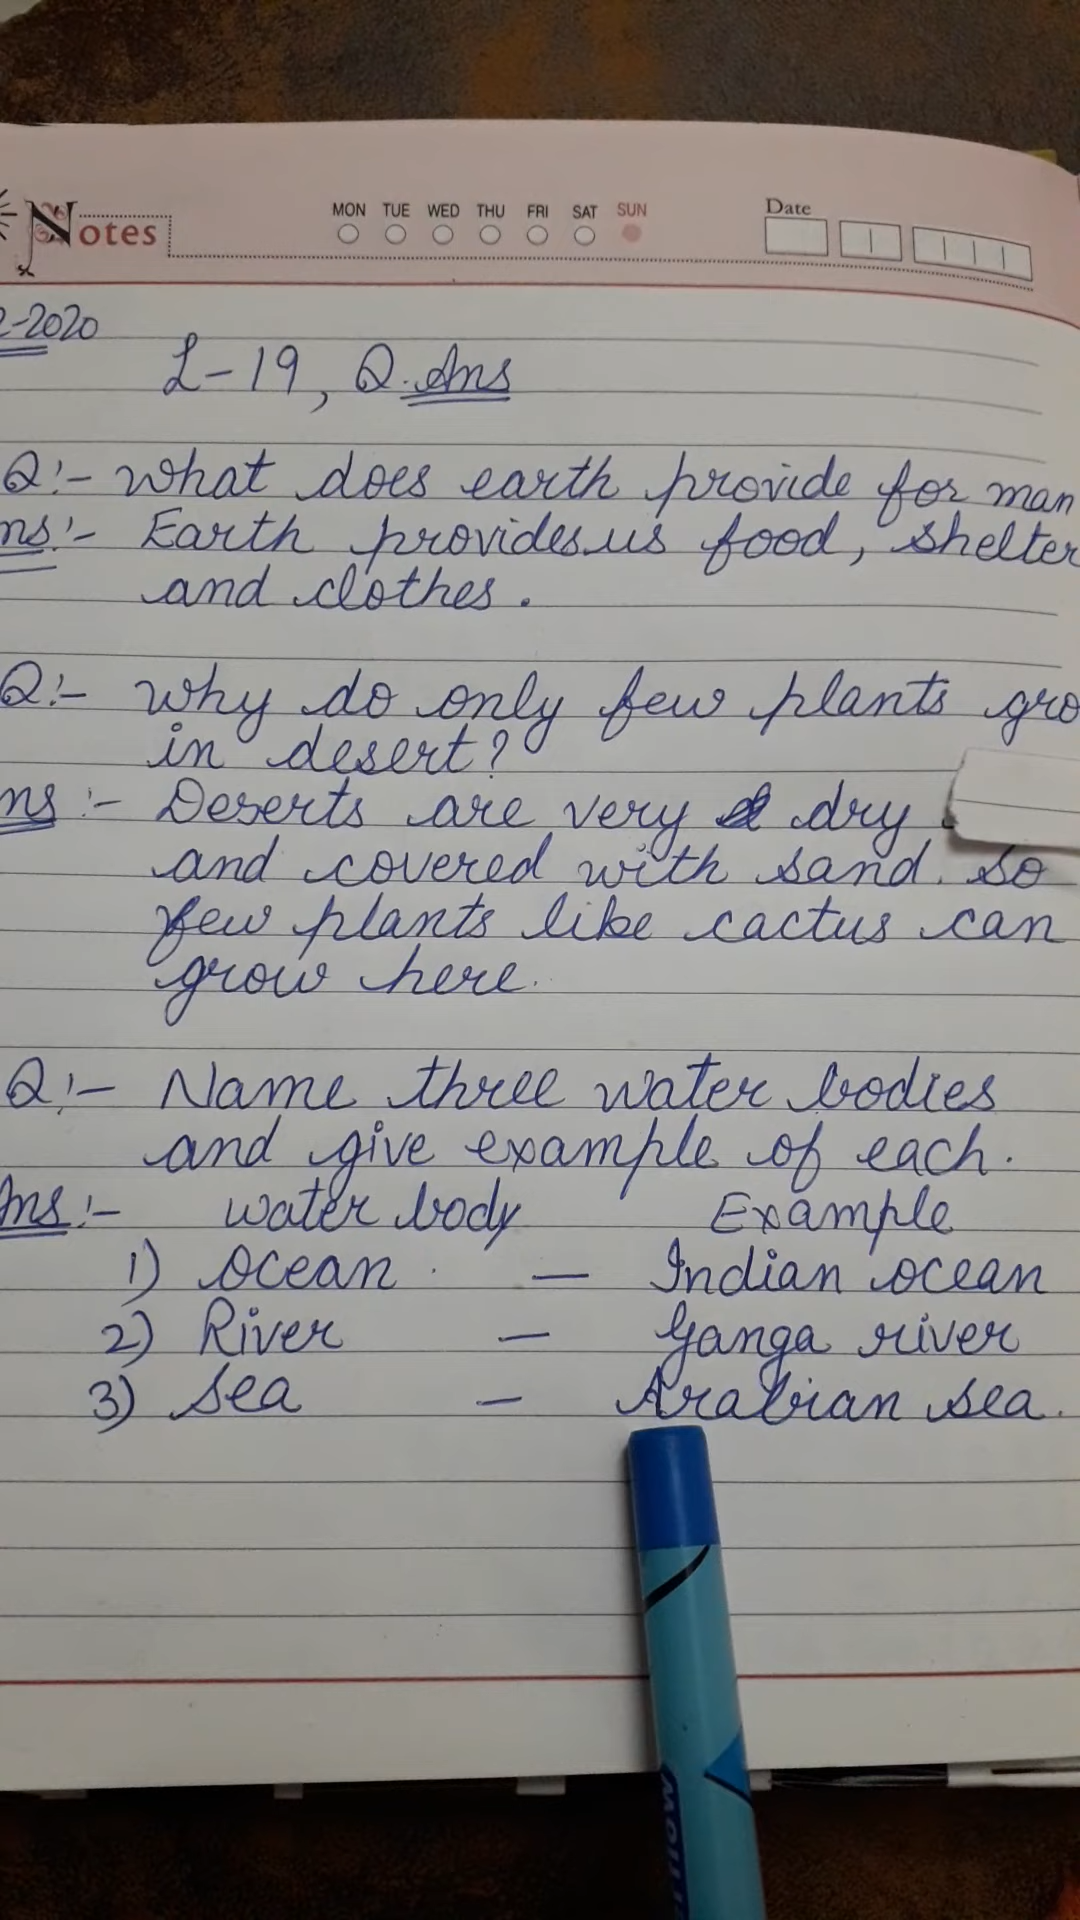 Notes
MON TUE WED THU FRI SAT SUN
Date
2-2020
L-19, Q.Ans
Q:- What does earth provide for man
ns:- Earth provides us food, shelter
and clothes.
Q:- Why do only few plants gro
in desert?
ns:- Deserts are very dry
and covered with sand. So
few plants like cactus can
grow here.
Q:- Name three water bodies
and give example of each.
Ans:- water body Example
1) Ocean - Indian ocean
2) River - Ganga river
3) Sea - Arabian sea.